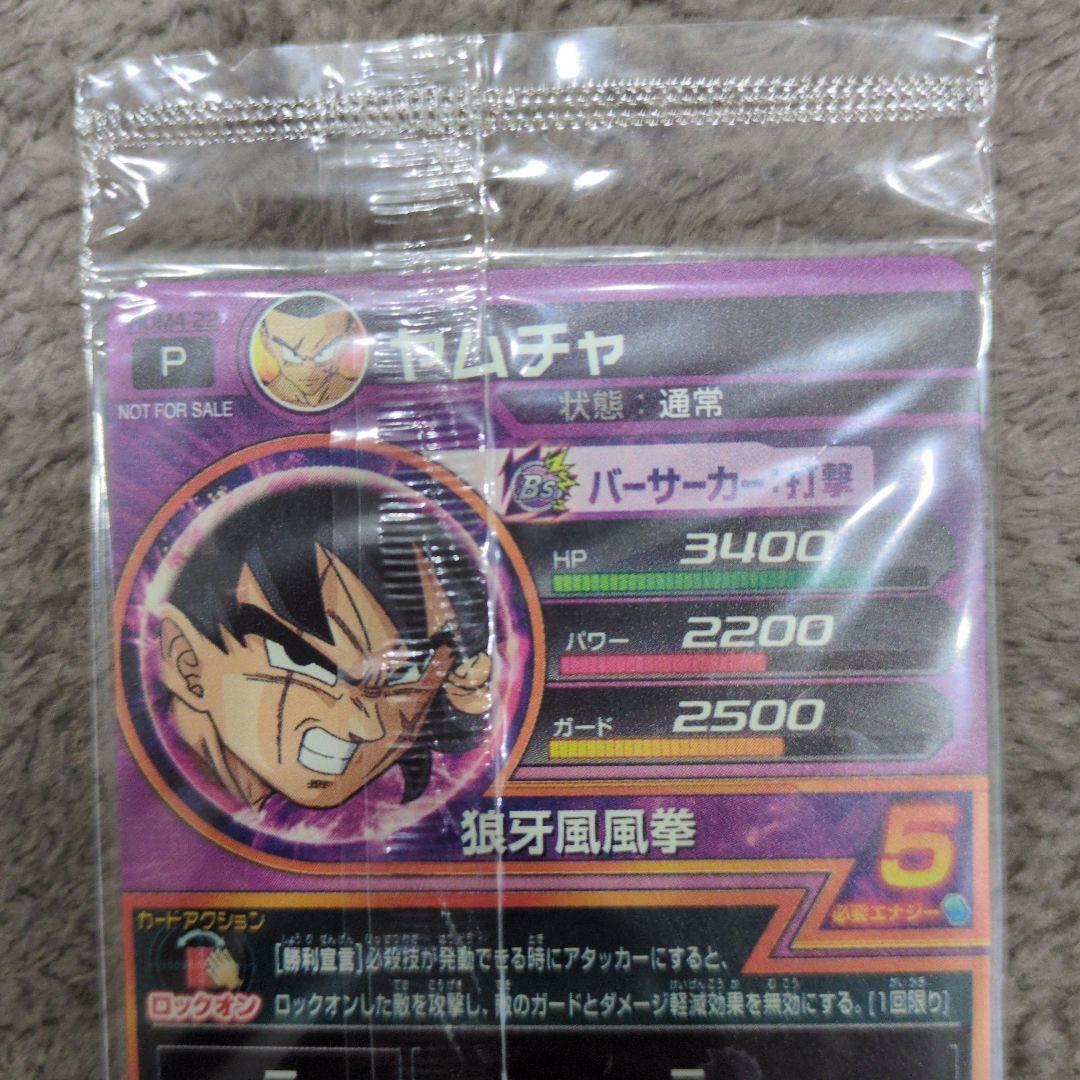 P
NOT FOR SALE
ヤムチャ
状態：通常
Bs
バーサーカー：打撃
HP 3400
パワー 2200
ガード 2500
狼牙風風拳
5
必殺エナジー
カードアクション
ロックオン
[勝利宣言]必殺技が発動できる時にアタッカーにすると、
ロックオンした敵を攻撃し、敵のガードとダメージ軽減効果を無効にする。[1回限り]